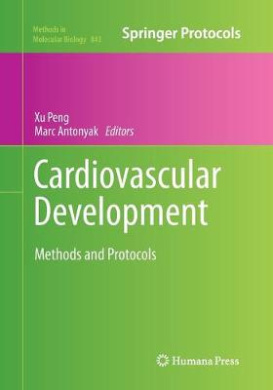 Methods in
Molecular Biology 843
Springer Protocols
Xu Peng
Marc Antonyak Editors
Cardiovascular
Development
Methods and Protocols
Humana Press